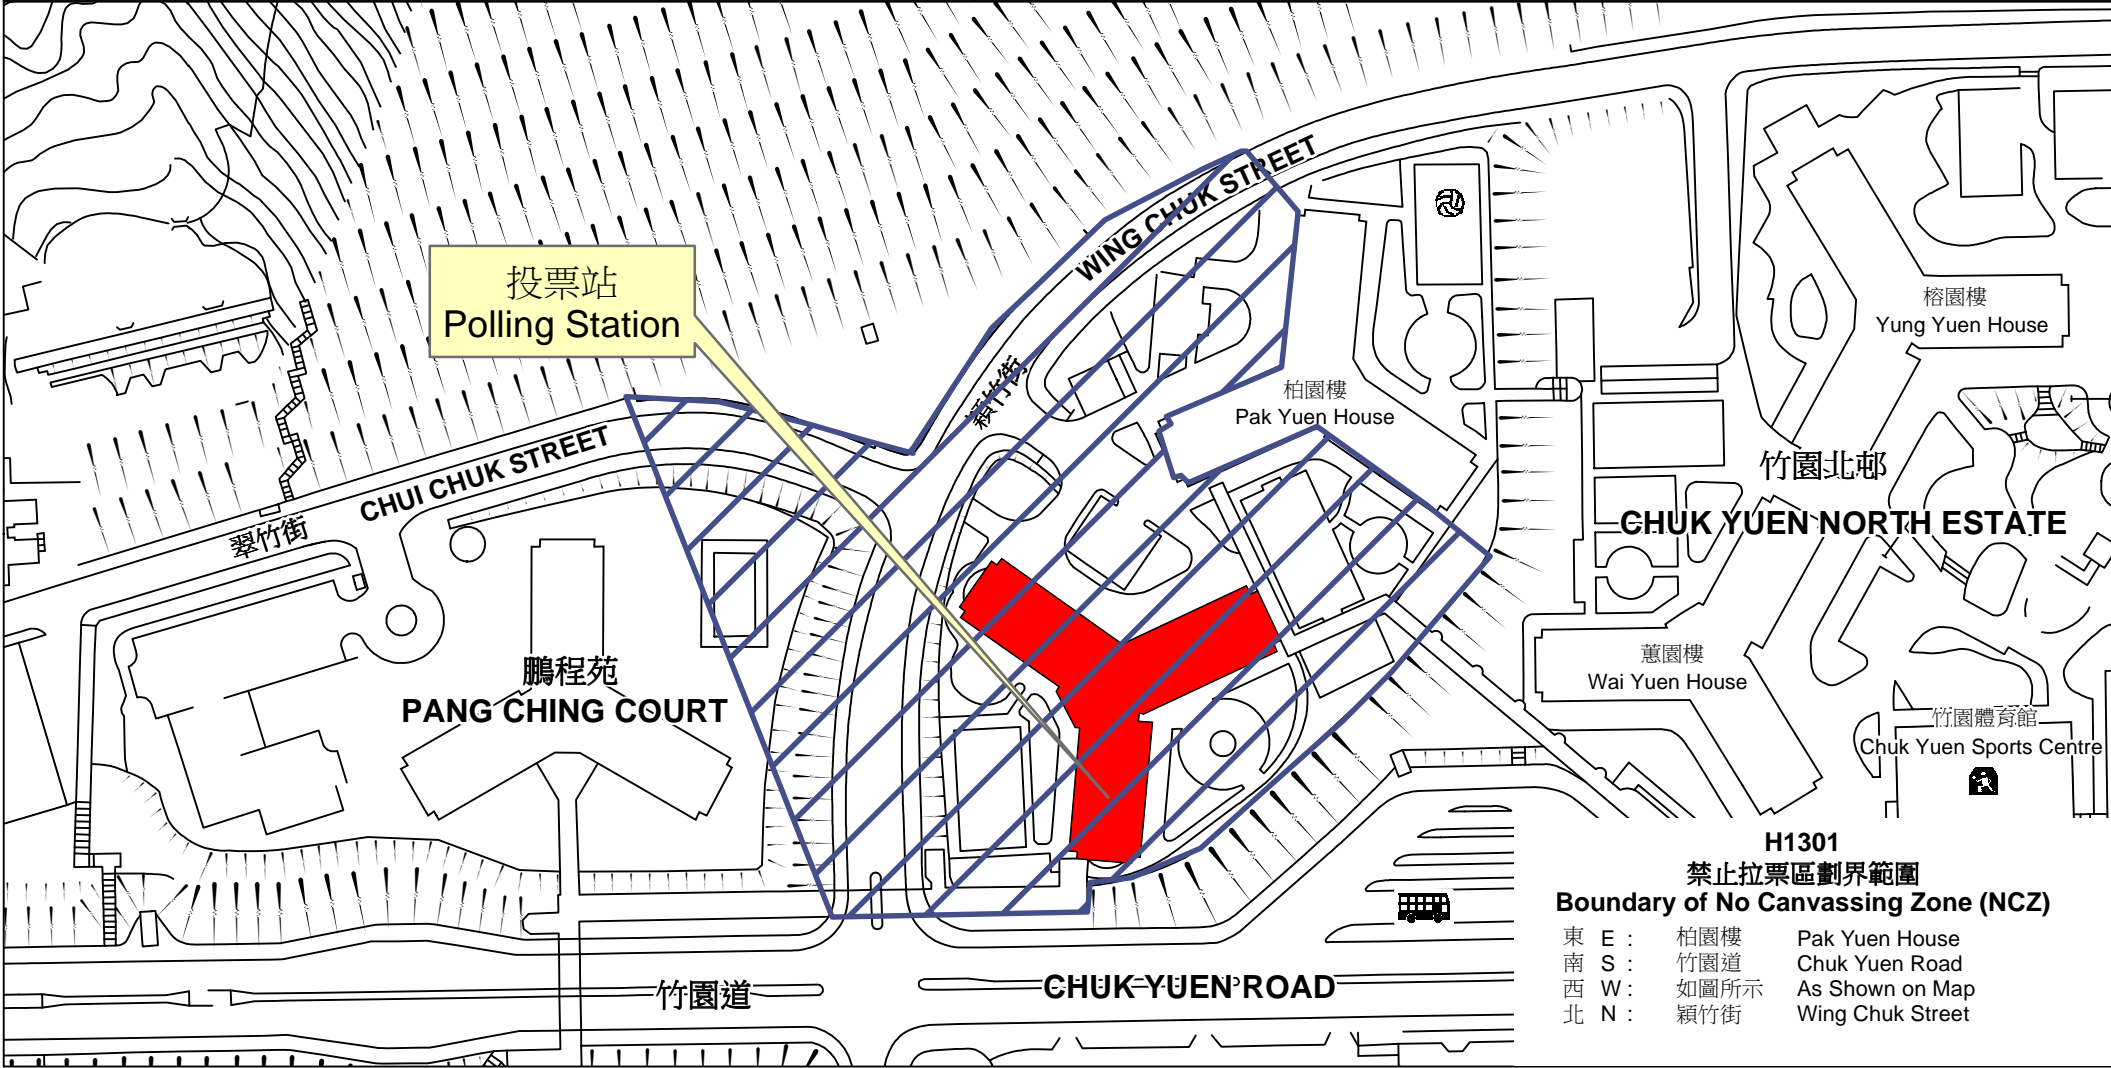 WING CHUK STREET
穎竹街
投票站
Polling Station
榕園樓
Yung Yuen House
柏園樓
Pak Yuen House
CHUI CHUK STREET
翠竹街
竹園北邨
CHUK YUEN NORTH ESTATE
鵬程苑
PANG CHING COURT
蕙園樓
Wai Yuen House
竹園體育館
Chuk Yuen Sports Centre
竹園道
CHUK YUEN ROAD
H1301
禁止拉票區劃界範圍
Boundary of No Canvassing Zone (NCZ)
東 E : 柏園樓 Pak Yuen House
南 S : 竹園道 Chuk Yuen Road
西 W : 如圖所示 As Shown on Map
北 N : 穎竹街 Wing Chuk Street